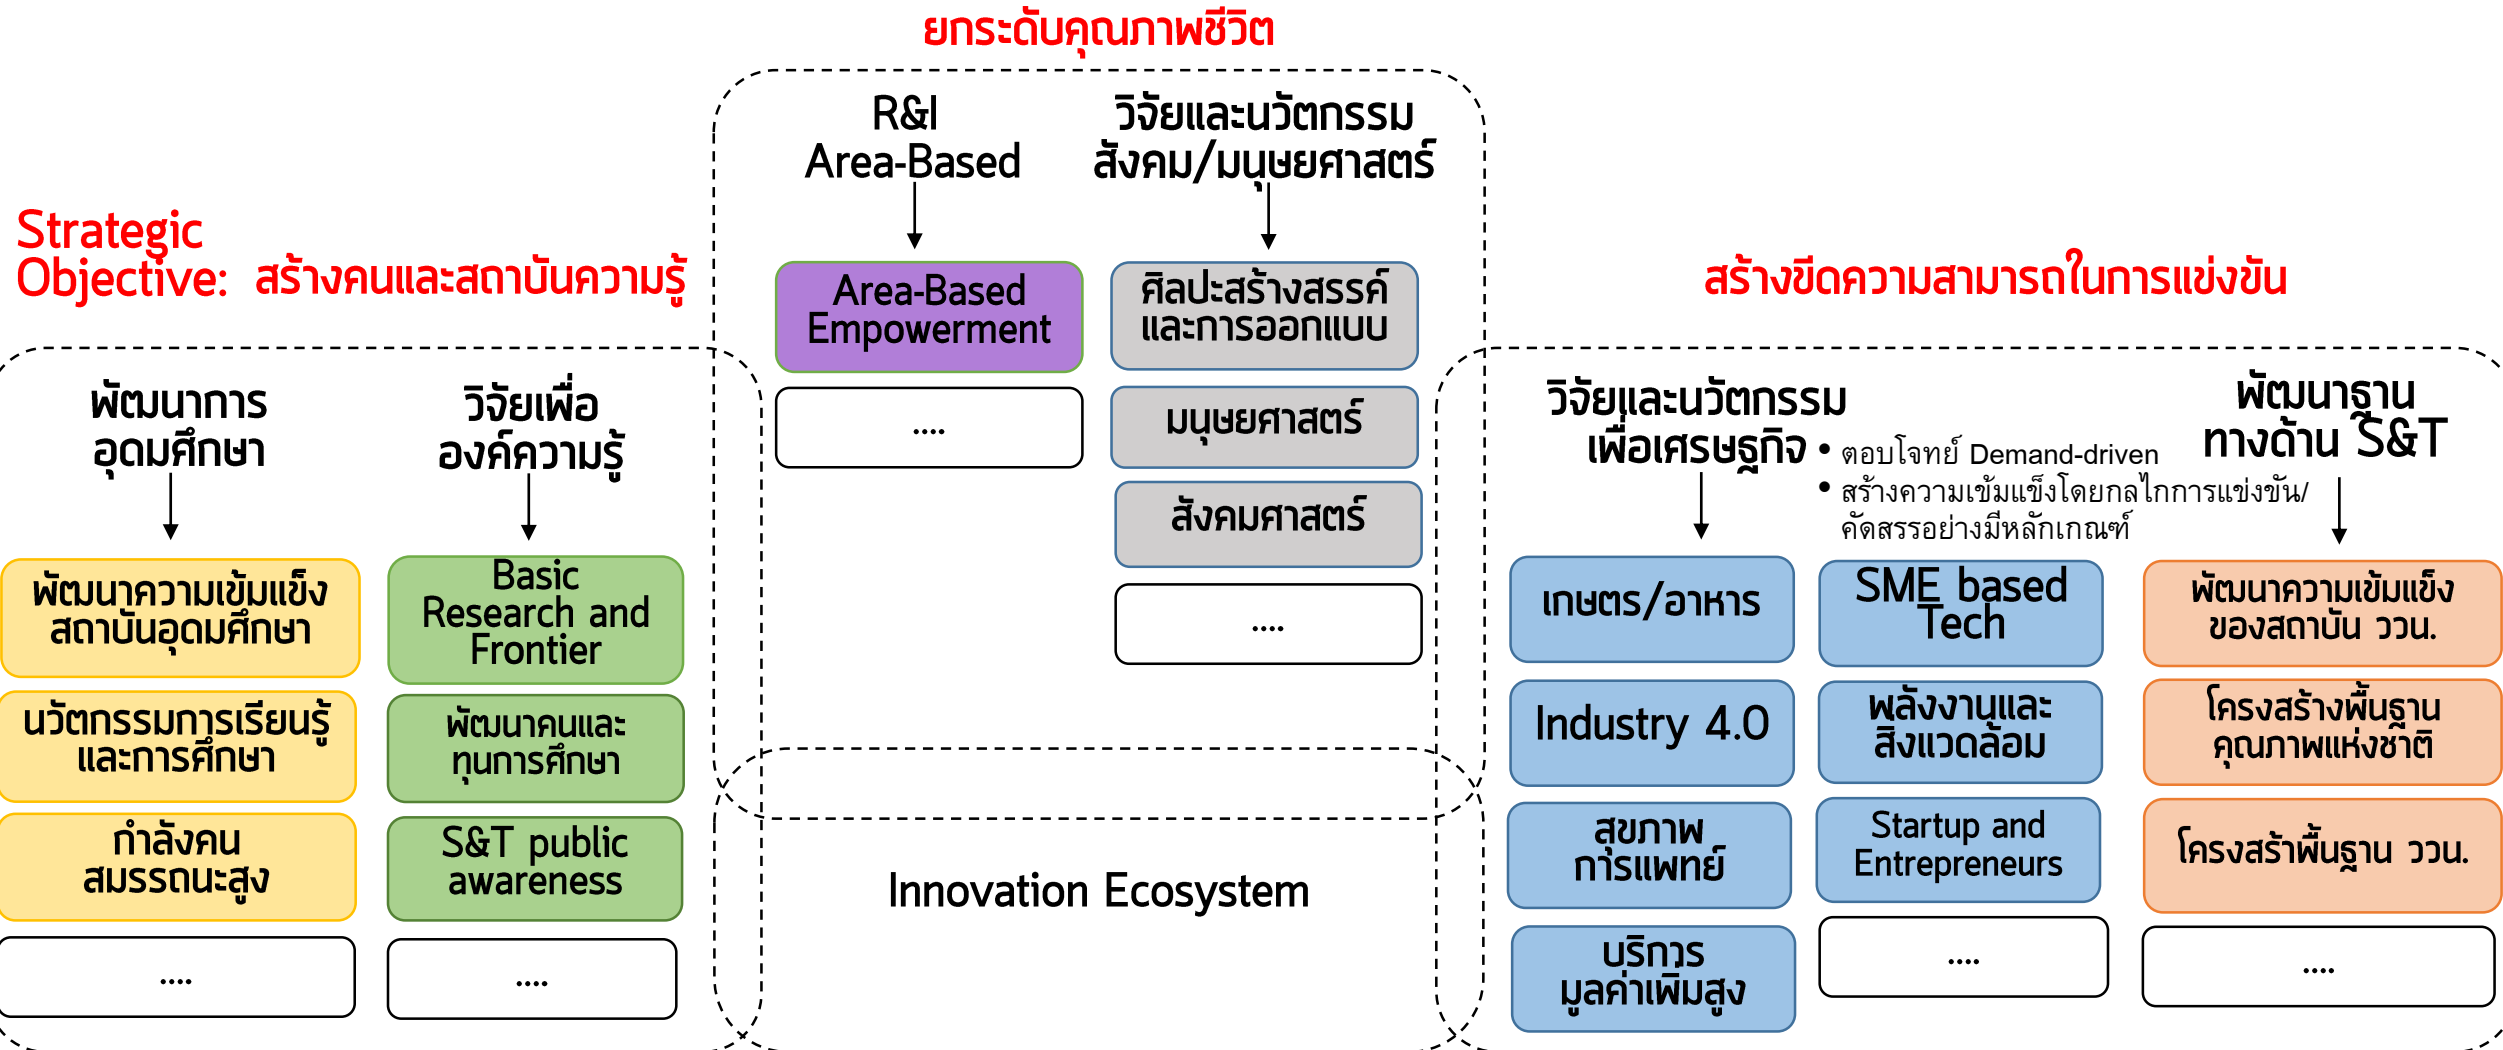 ยกระดับคุณภาพชีวิต
R&I
Area-Based
วิจัยและนวัตกรรม
สังคม/มนุษยศาสตร์
Area-Based
Empowerment
....
ศิลปะสร้างสรรค์
และการออกแบบ
มนุษยศาสตร์
สังคมศาสตร์
....
Strategic
Objective:
สร้างคนและสถาบันความรู้
พัฒนาการ
อุดมศึกษา
วิจัยเพื่อ
องค์ความรู้
พัฒนาความเข้มแข็ง
สถาบันอุดมศึกษา
นวัตกรรมการเรียนรู้
และการศึกษา
กำลังคน
สมรรถนะสูง
....
Basic
Research and
Frontier
พัฒนาคนและ
ทุนการศึกษา
S&T public
awareness
....
Innovation Ecosystem
สร้างขีดความสามารถในการแข่งขัน
วิจัยและนวัตกรรม
เพื่อเศรษฐกิจ
• ตอบโจทย์ Demand-driven
• สร้างความเข้มแข็งโดยกลไกการแข่งขัน/
คัดสรรอย่างมีหลักเกณฑ์
พัฒนาฐาน
ทางด้าน S&T
เกษตร/อาหาร
Industry 4.0
สุขภาพ
การแพทย์
บริการ
มูลค่าเพิ่มสูง
SME based
Tech
พลังงานและ
สิ่งแวดล้อม
Startup and
Entrepreneurs
....
พัฒนาความเข้มแข็ง
ของสถาบัน ววน.
โครงสร้างพื้นฐาน
คุณภาพแห่งชาติ
โครงสร้าพื้นฐาน ววน.
....